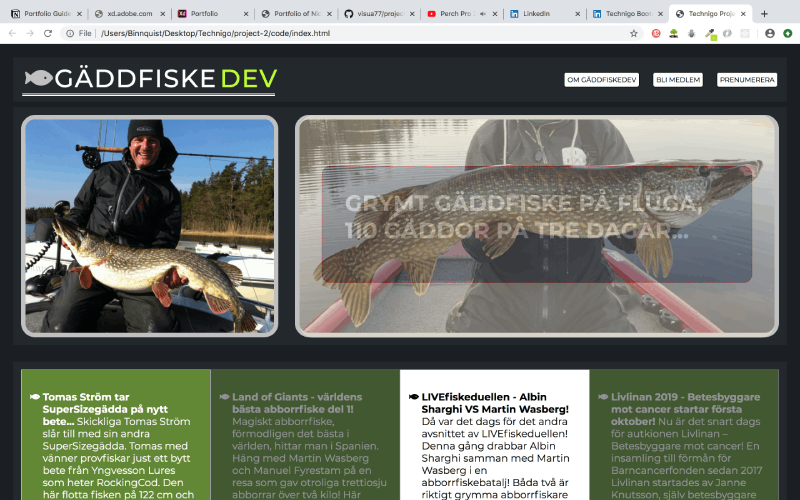 Portfolio Guide
xd.adobe.com
Portfolio
Portfolio of Nic
visua77/project
Perch Pro
LinkedIn
Technigo Boo
Technigo Project
File | /Users/Binnquist/Desktop/Technigo/project-2/code/index.html
GÄDDFISKE DEV
OM GÄDDFISKEDEV
BLI MEDLEM
PRENUMERERA
GRYMT GÄDDFISKE PÅ FLUGA,
110 GÄDDOR PÅ TRE DAGAR...
Tomas Ström tar
SuperSizegädda på nytt
bete... Skickliga Tomas Ström
slår till med sin andra
SuperSizegädda. Tomas med
vänner provfiskar just ett bytt
bete från Yngvesson Lures
som heter RockingCod. Den
här flotta fisken på 122 cm och
Land of Giants - världens
bästa abborrfiske del 1!
Magiskt abborrfiske,
förmodligen det bästa i
världen, hittar man i Spanien.
Häng med Martin Wasberg
och Manuel Fyrestam på en
resa som gav otroliga trettiosju
abborrar över två kilo! Här
LIVEfiskeduellen - Albin
Sharghi VS Martin Wasberg!
Då var det dags för det andra
avsnittet av LIVEfiskeduellen!
Denna gång drabbar Albin
Sharghi samman med Martin
Wasberg i en
abborrfiskebatalj! Båda två är
riktigt grymma abborrfiskare
Livlinan 2019 - Betesbyggare
mot cancer startar första
oktober! Nu är det snart dags
för autkionen Livlinan –
Betesbyggare mot cancer! En
insamling till förmån för
Barncancerfonden sedan 2017
Livlinan startades av Janne
Knutsson, själv betesbyggare